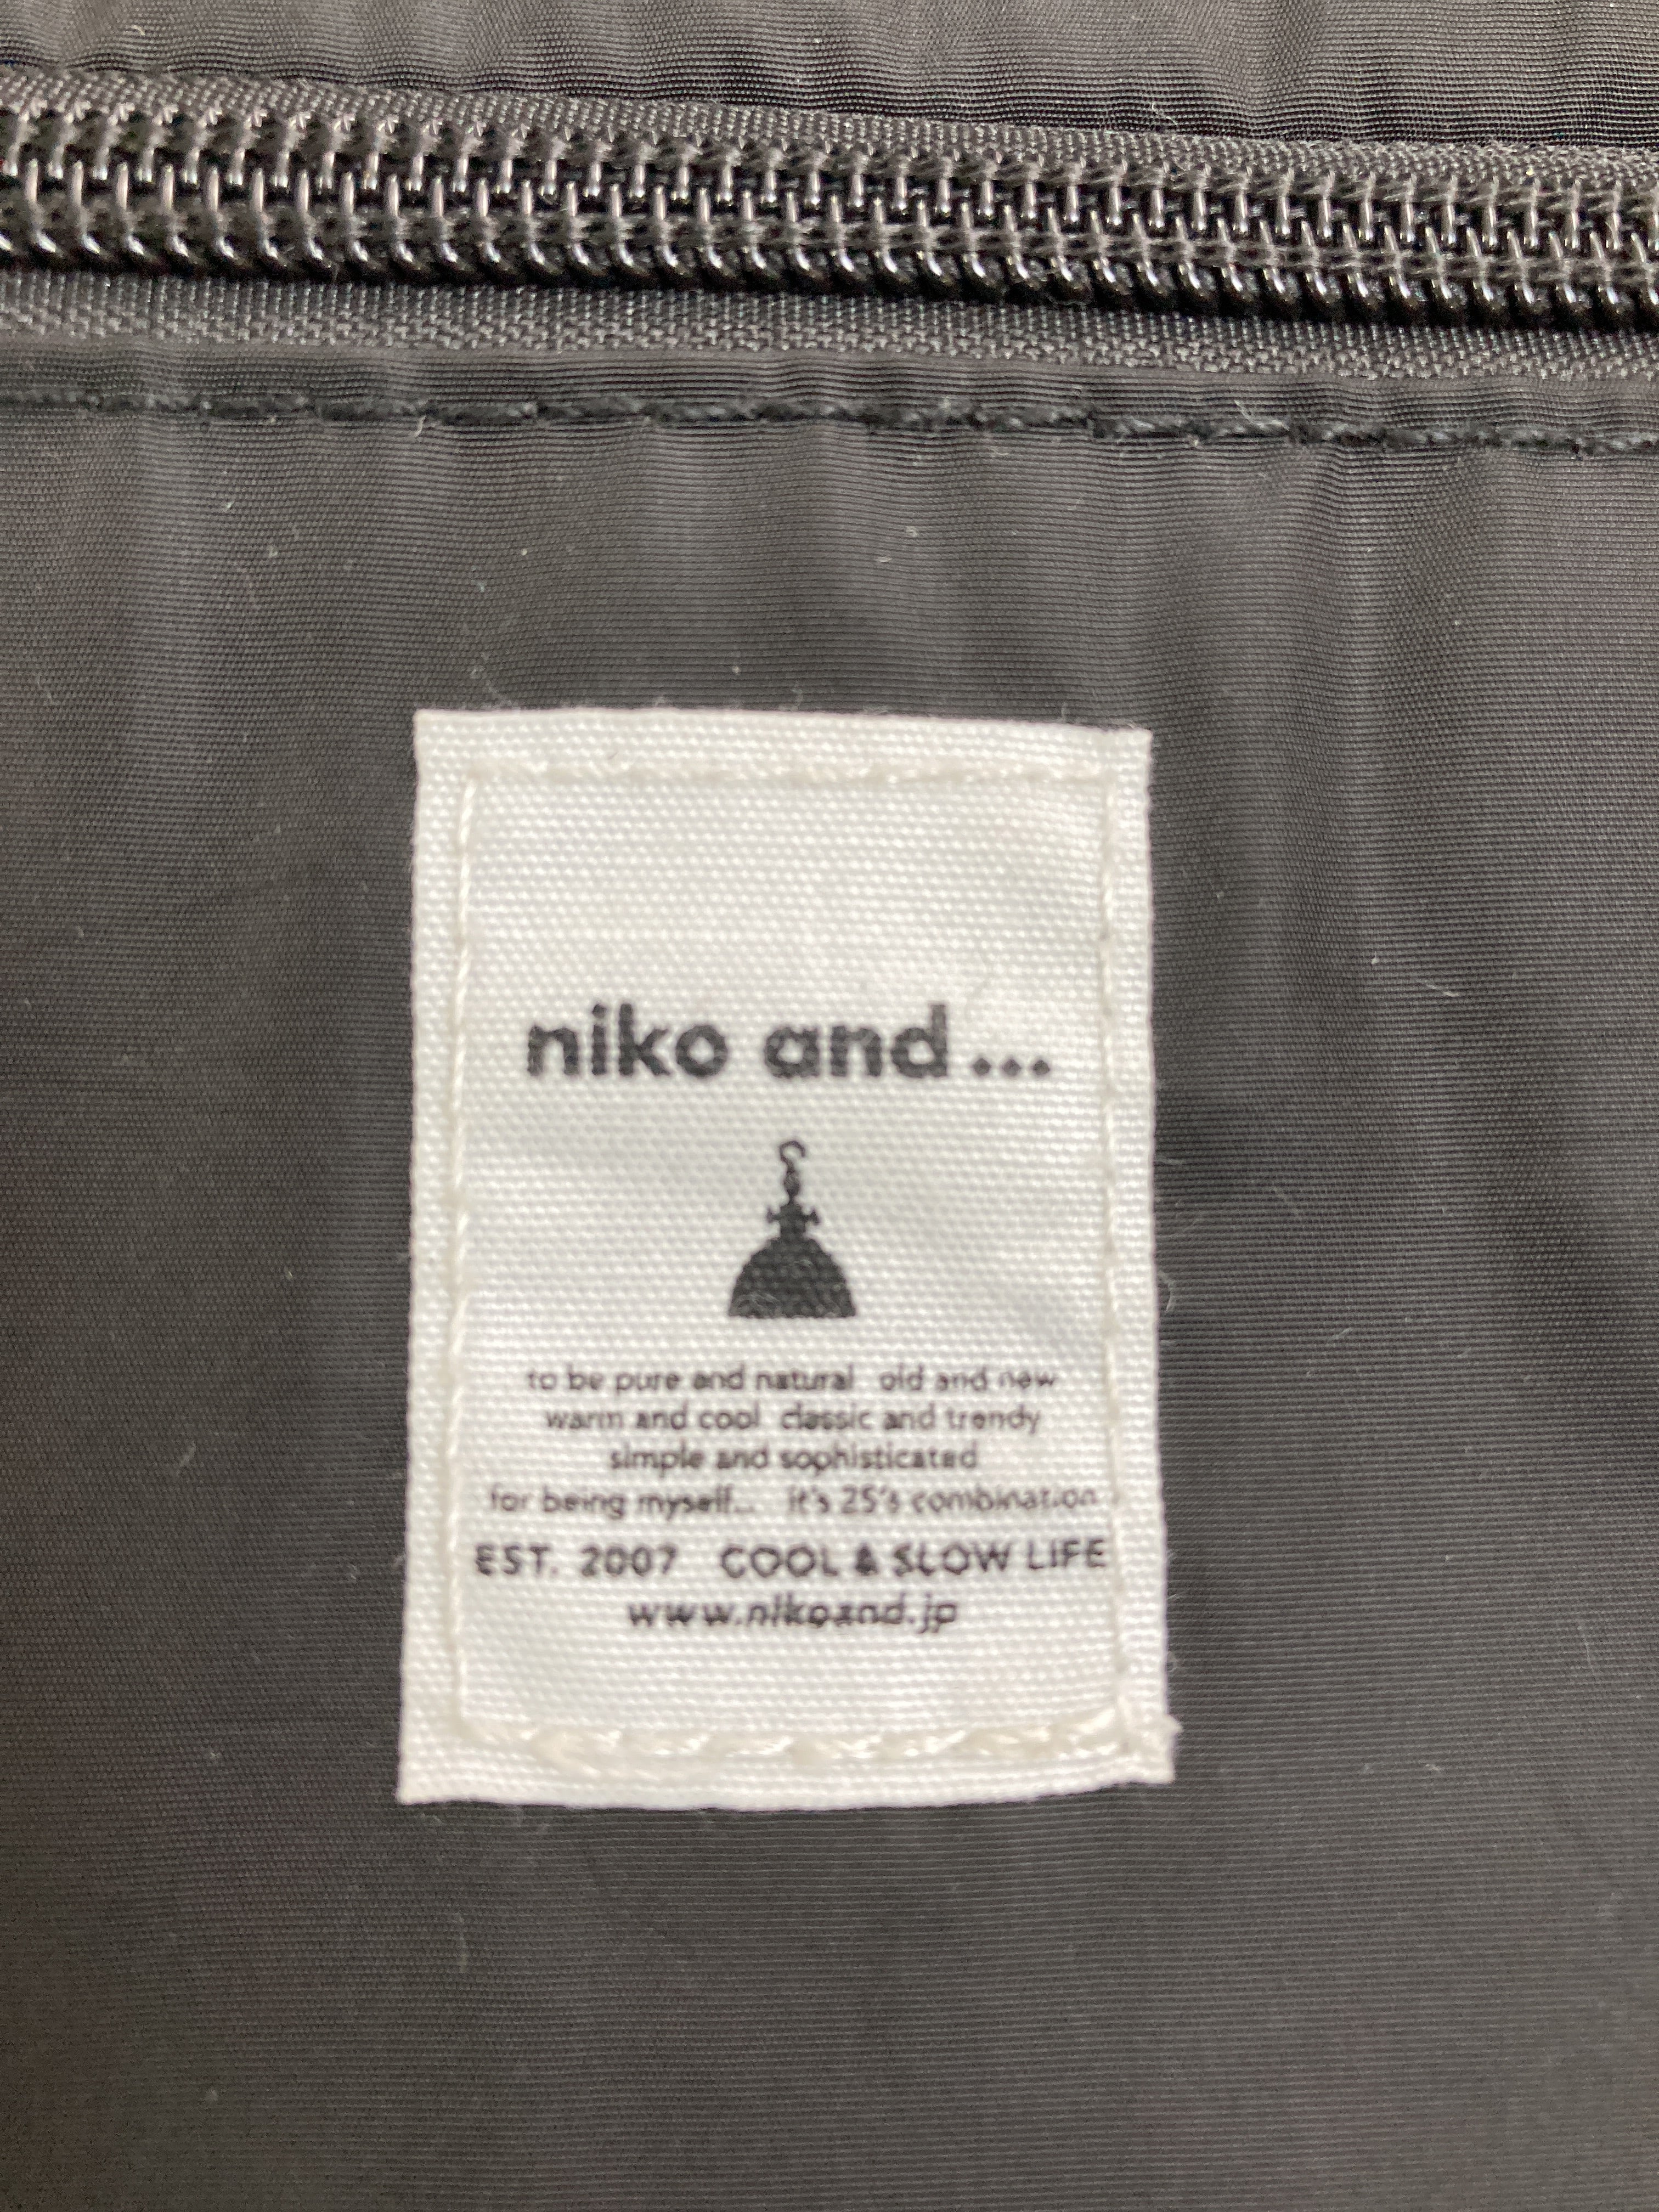 niko and...
to be pure and natural old and new
warm and cool classic and trendy
simple and sophisticated
for being myself... it's 25's combination
EST. 2007 COOL & SLOW LIFE
www.nikoand.jp